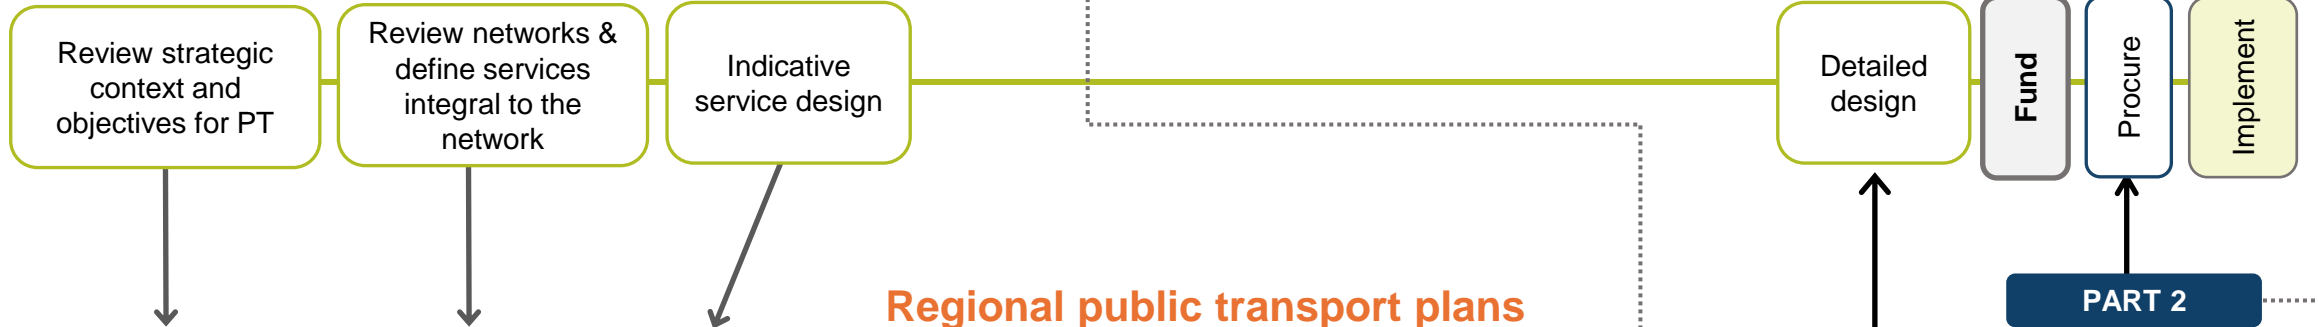 Review strategic
context and
objectives for PT
Review networks &
define services
integral to the
network
Indicative
service design
Detailed
design
Fund
Procure
Implement
Regional public transport plans
PART 2